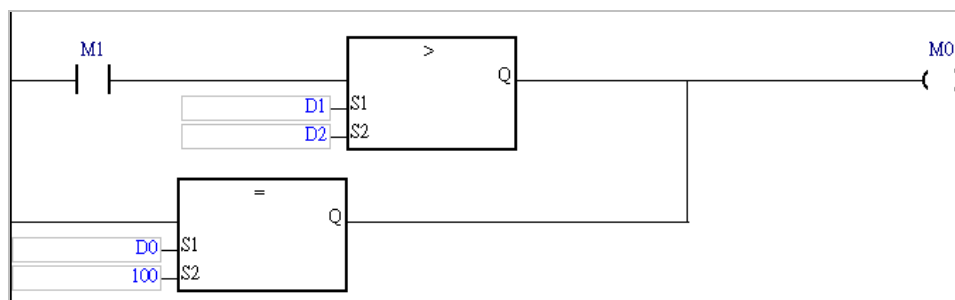 M1
>
M0
Q
D1 S1
D2 S2
=
Q
D0 S1
100 S2